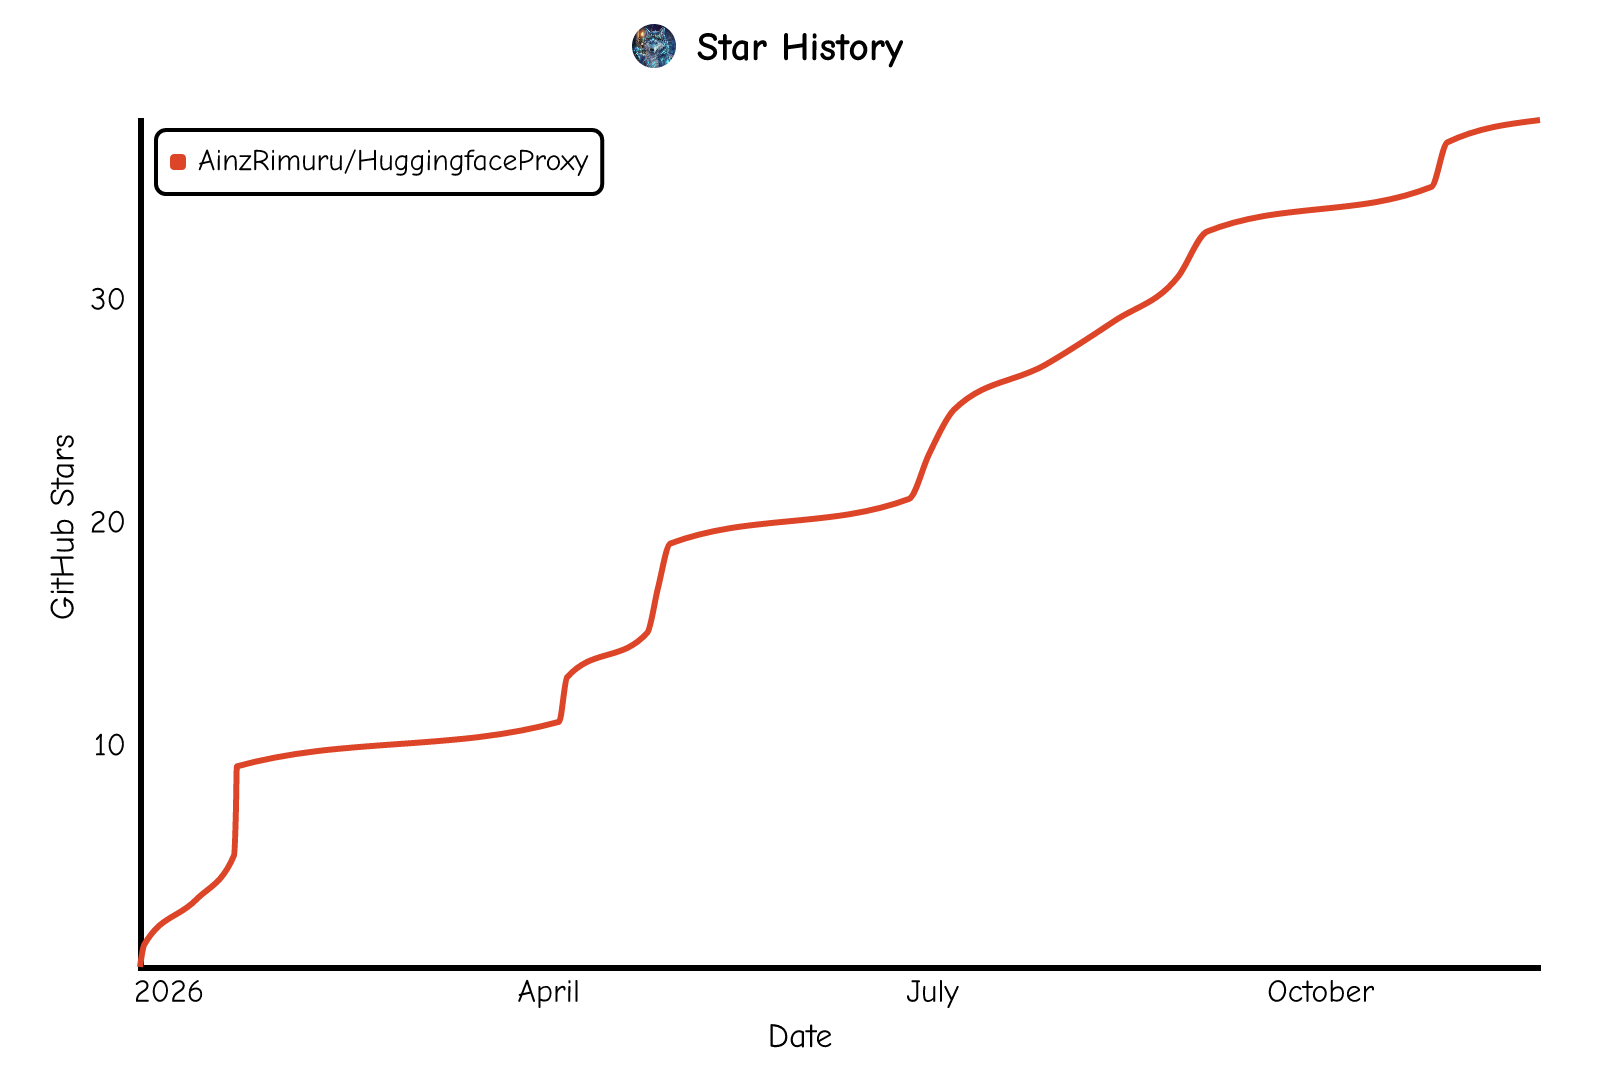 Star History
AinzRimuru/HuggingfaceProxy
30
20
10
GitHub Stars
2026
April
July
October
Date